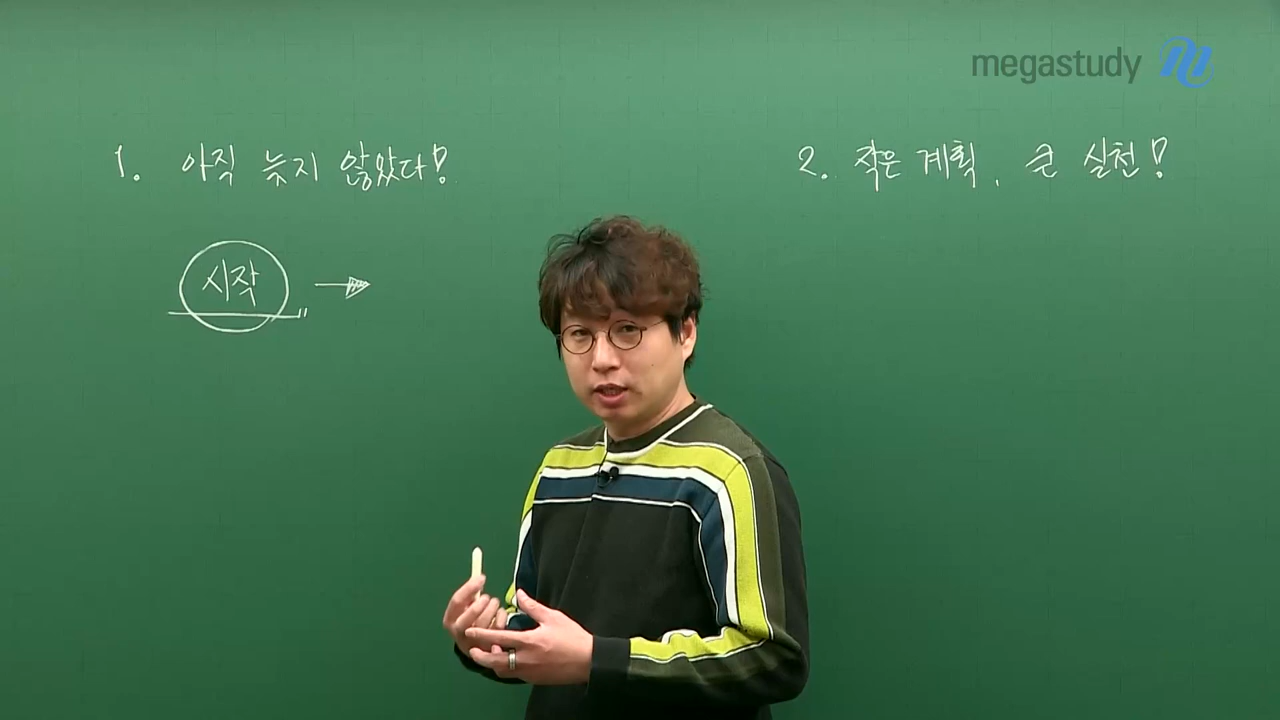 megastudy
1. 아직 늦지 않았다!
2. 작은 계획, 큰 실천!
시작 →